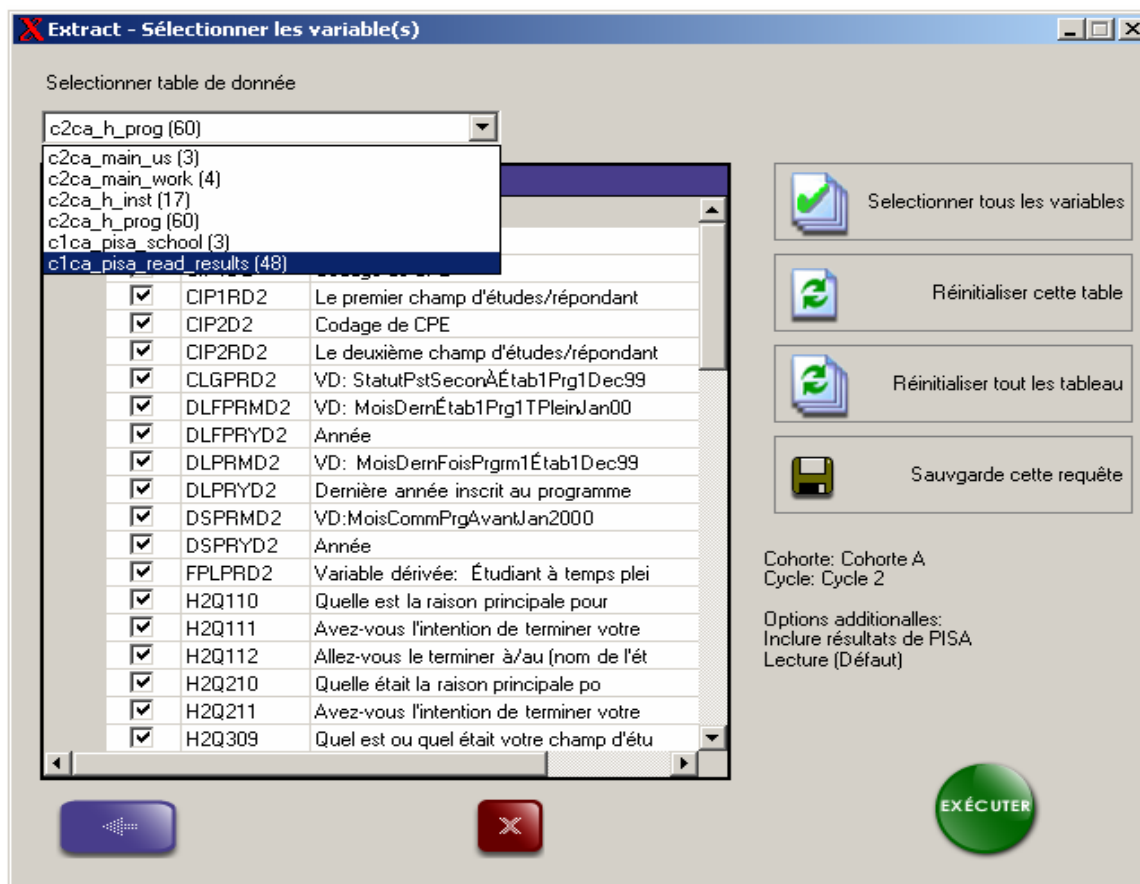 Extract - Sélectionner les variable(s)
Selectionner table de donnée
c2ca_h_prog (60)
c2ca_main_us (3)
c2ca_main_work (4)
c2ca_h_inst (17)
c2ca_h_prog (60)
c1ca_pisa_school (3)
c1ca_pisa_read_results (48)
CIP1RD2 Le premier champ d'études/répondant
CIP2D2 Codage de CPE
CIP2RD2 Le deuxième champ d'études/répondant
CLGPRD2 VD: StatutPstSeconÀÉtab1Prg1Dec99
DLFPRMD2 VD: MoisDernÉtab1Prg1TPleinJan00
DLFPRYD2 Année
DLPRMD2 VD: MoisDernFoisPrgrm1Étab1Dec99
DLPRYD2 Dernière année inscrit au programme
DSPRMD2 VD:MoisCommPrgAvantJan2000
DSPRYD2 Année
FPLPRD2 Variable dérivée: Étudiant à temps plei
H2Q110 Quelle est la raison principale pour
H2Q111 Avez-vous l'intention de terminer votre
H2Q112 Allez-vous le terminer à/au (nom de l'ét
H2Q210 Quelle était la raison principale po
H2Q211 Avez-vous l'intention de terminer votre
H2Q309 Quel est ou quel était votre champ d'étu
Selectionner tous les variables
Réinitialiser cette table
Réinitialiser tout les tableau
Sauvgarde cette requête
Cohorte: Cohorte A
Cycle: Cycle 2
Options additionalles:
Inclure résultats de PISA
Lecture (Défaut)
EXÉCUTER